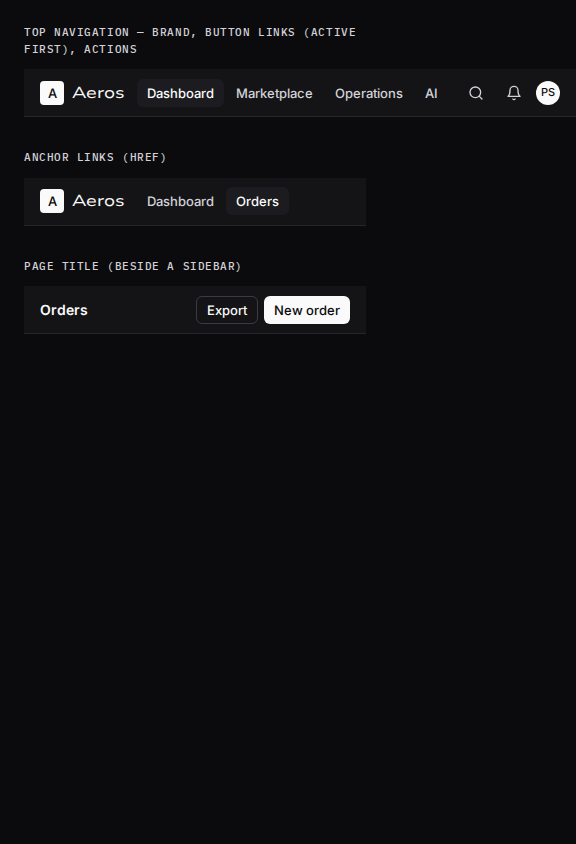 TOP NAVIGATION — BRAND, BUTTON LINKS (ACTIVE
FIRST), ACTIONS
A Aeros Dashboard Marketplace Operations AI PS
ANCHOR LINKS (HREF)
A Aeros Dashboard Orders
PAGE TITLE (BESIDE A SIDEBAR)
Orders Export New order